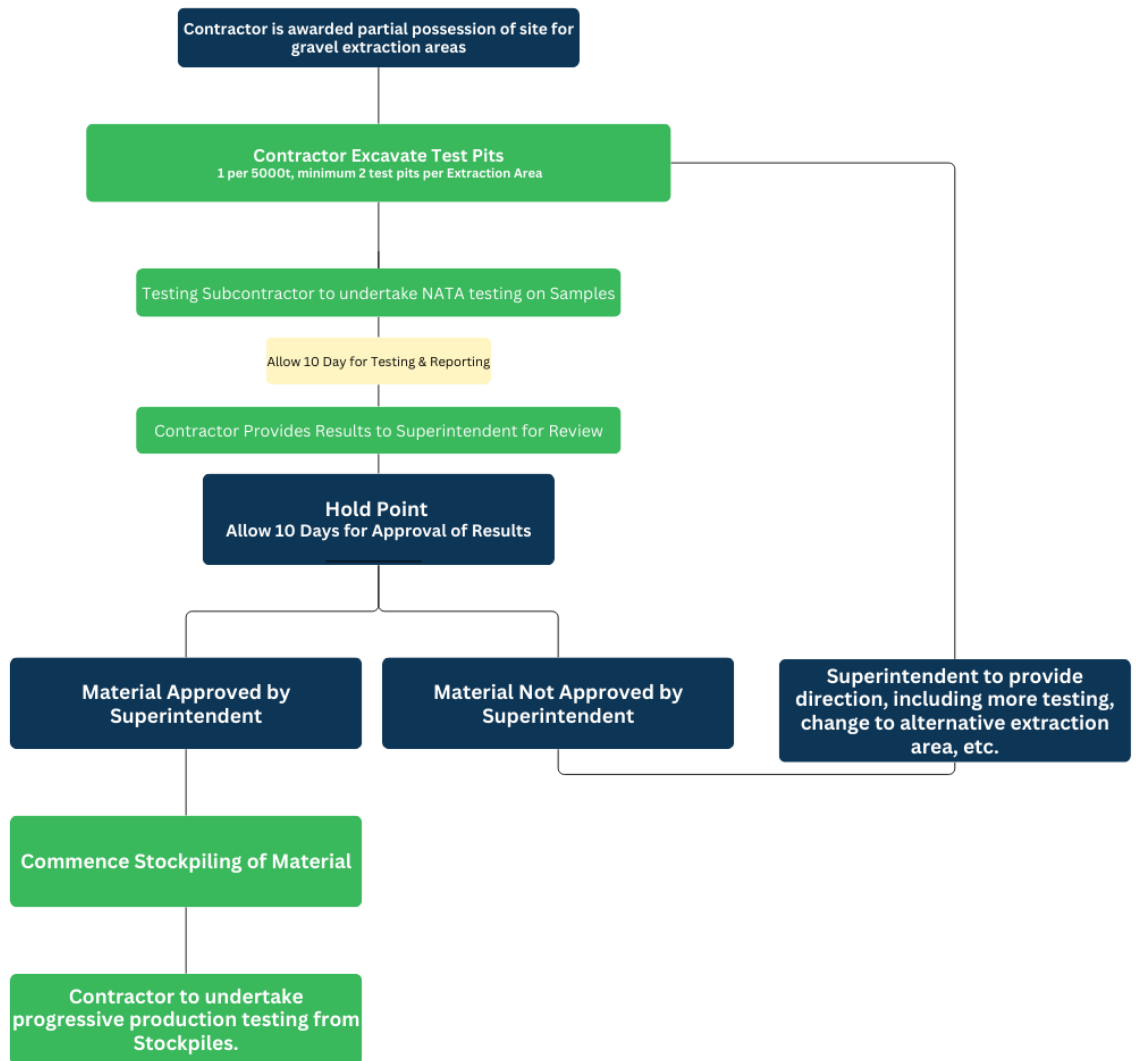 Contractor is awarded partial possession of site for
gravel extraction areas
Contractor Excavate Test Pits
1 per 5000t, minimum 2 test pits per Extraction Area
Testing Subcontractor to undertake NATA testing on Samples
Allow 10 Day for Testing & Reporting
Contractor Provides Results to Superintendent for Review
Hold Point
Allow 10 Days for Approval of Results
Material Approved by
Superintendent
Material Not Approved by
Superintendent
Superintendent to provide
direction, including more testing,
change to alternative extraction
area, etc.
Commence Stockpiling of Material
Contractor to undertake
progressive production testing from
Stockpiles.